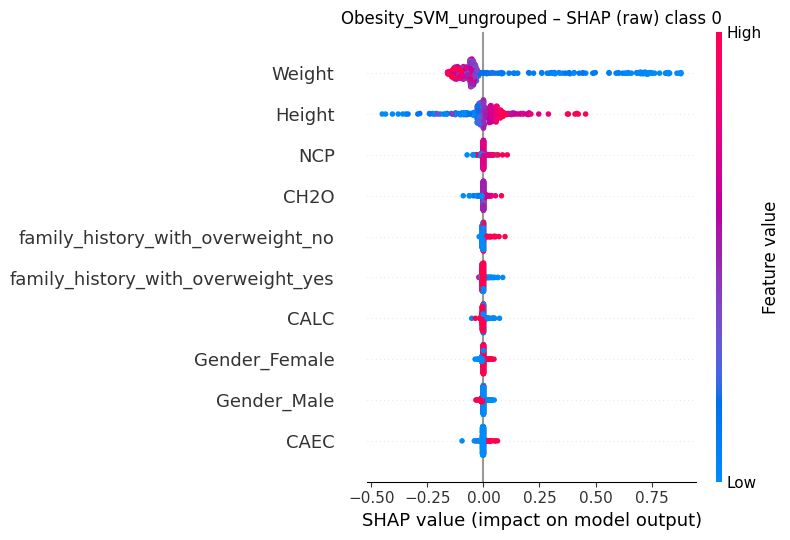 Obesity_SVM_ungrouped – SHAP (raw) class 0
High
Weight
Height
NCP
CH2O
family_history_with_overweight_no
family_history_with_overweight_yes
CALC
Gender_Female
Gender_Male
CAEC
Feature value
Low
−0.50 −0.25 0.00 0.25 0.50 0.75
SHAP value (impact on model output)